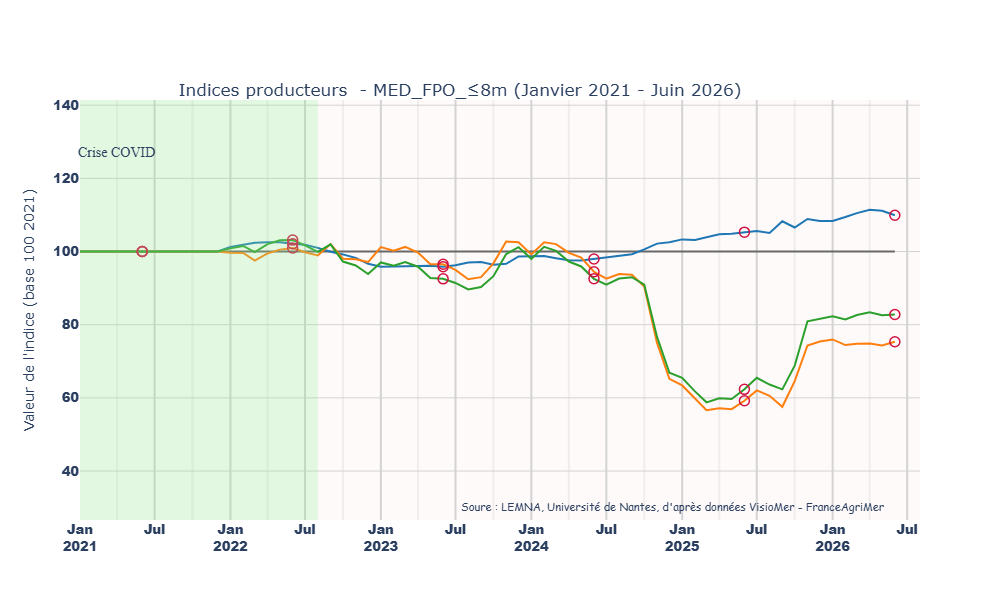 Indices producteurs - MED_FPO_≤8m (Janvier 2021 - Juin 2026)
Valeur de l'indice (base 100 2021)
140
120
100
80
60
40
Crise COVID
Soure : LEMNA, Université de Nantes, d'après données VisioMer - FranceAgriMer
Jan Jul Jan Jul Jan Jul Jan Jul Jan Jul Jan Jul
2021 2022 2023 2024 2025 2026